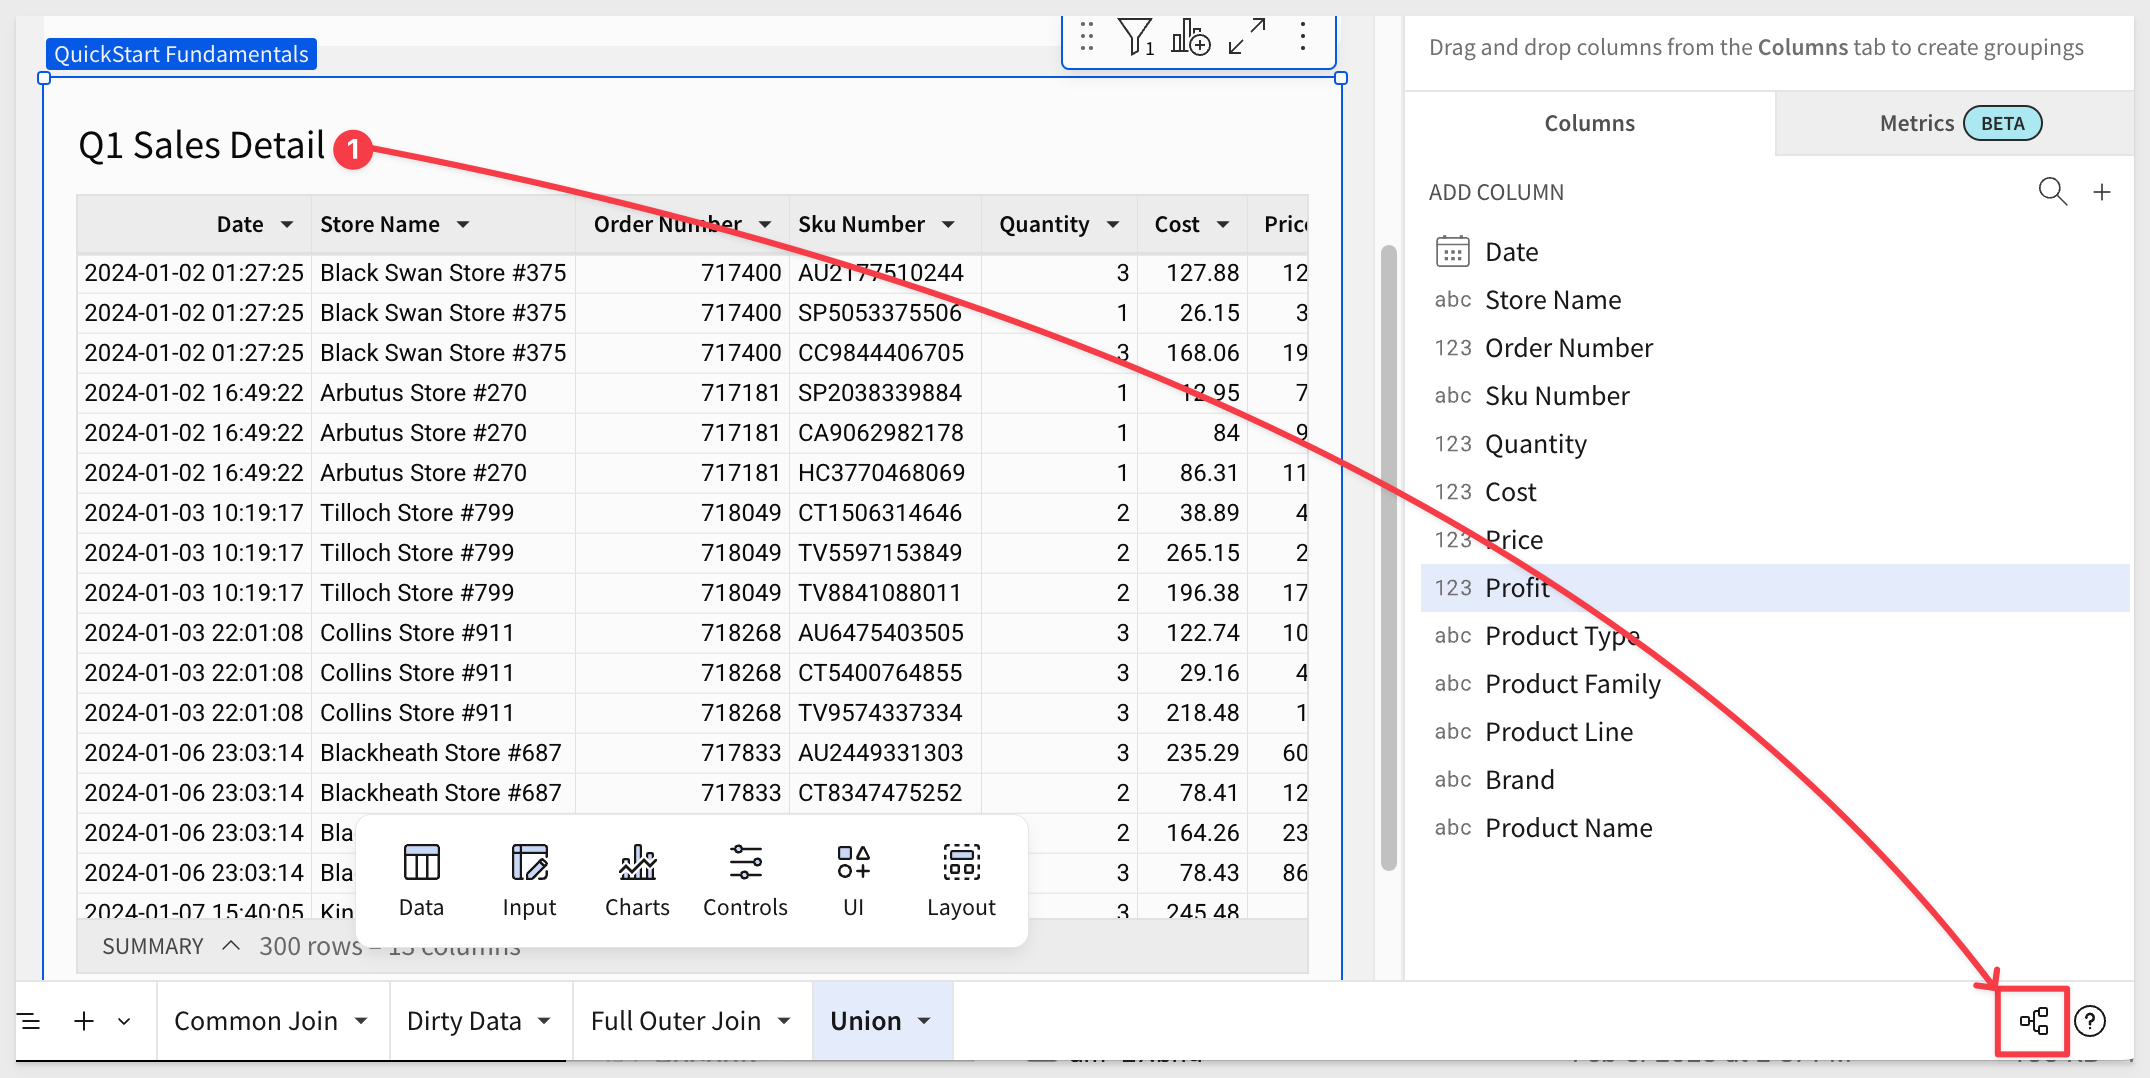 QuickStart Fundamentals
1
Drag and drop columns from the Columns tab to create groupings
Q1 Sales Detail 1
Columns
Metrics BETA
ADD COLUMN
Date Store Name Order Number Sku Number Quantity Cost Price
2024-01-02 01:27:25 Black Swan Store #375 717400 AU2177510244 3 127.88 12
2024-01-02 01:27:25 Black Swan Store #375 717400 SP5053375506 1 26.15 3
2024-01-02 01:27:25 Black Swan Store #375 717400 CC9844406705 3 168.06 19
2024-01-02 16:49:22 Arbutus Store #270 717181 SP2038339884 1 12.95 7
2024-01-02 16:49:22 Arbutus Store #270 717181 CA9062982178 1 84 9
2024-01-02 16:49:22 Arbutus Store #270 717181 HC3770468069 1 86.31 11
2024-01-03 10:19:17 Tilloch Store #799 718049 CT1506314646 2 38.89 4
2024-01-03 10:19:17 Tilloch Store #799 718049 TV5597153849 2 265.15 2
2024-01-03 10:19:17 Tilloch Store #799 718049 TV8841088011 2 196.38 17
2024-01-03 22:01:08 Collins Store #911 718268 AU6475403505 3 122.74 10
2024-01-03 22:01:08 Collins Store #911 718268 CT5400764855 3 29.16 4
2024-01-03 22:01:08 Collins Store #911 718268 TV9574337334 3 218.48 1
2024-01-06 23:03:14 Blackheath Store #687 717833 AU2449331303 3 235.29 60
2024-01-06 23:03:14 Blackheath Store #687 717833 CT8347475252 2 78.41 12
2024-01-06 23:03:14 Bla 2 164.26 23
2024-01-06 23:03:14 Bla 3 78.43 86
2024-01-07 15:40:05 Kin 3 245.48
SUMMARY 300 rows – 13 columns
Data Input Charts Controls UI Layout
Date
abc Store Name
123 Order Number
abc Sku Number
123 Quantity
123 Cost
123 Price
123 Profit
abc Product Type
abc Product Family
abc Product Line
abc Brand
abc Product Name
Common Join Dirty Data Full Outer Join Union
?